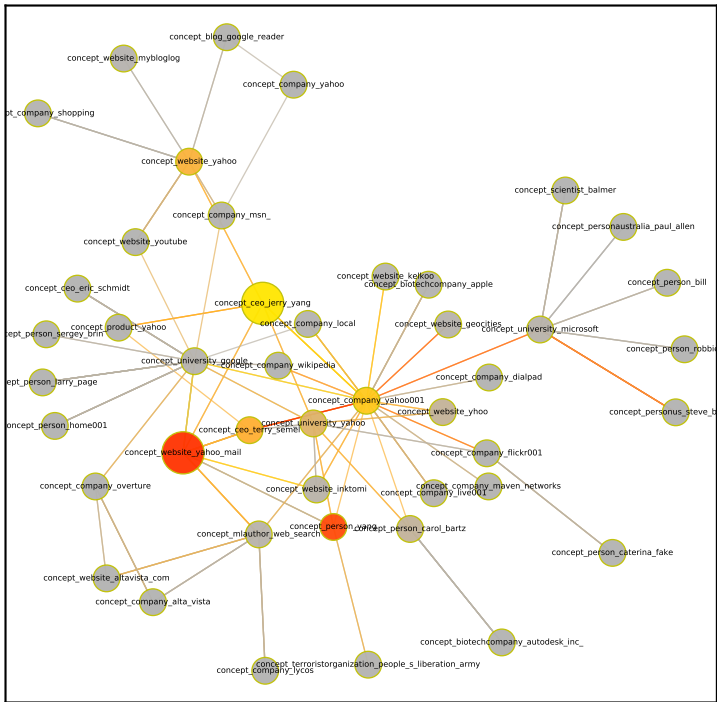 concept_blog_google_reader
concept_website_mybloglog
concept_company_yahoo
pt_company_shopping
concept_website_yahoo
concept_scientist_balmer
concept_company_msn_
concept_personaustralia_paul_allen
concept_website_youtube
concept_website_kelkoo
concept_biotechcompany_apple
concept_person_bill
concept_ceo_eric_schmidt
concept_ceo_jerry_yang
concept_company_local
concept_website_geocities
concept_university_microsoft
cept_person_sergey_brin
concept_product_yahoo
concept_person_robbie
concept_university_google
concept_company_wikipedia
concept_company_dialpad
ept_person_larry_page
concept_company_yahoo001
concept_website_yhoo
concept_personus_steve_b
concept_person_home001
concept_ceo_terry_semel
concept_university_yahoo
concept_website_yahoo_mail
concept_company_flickr001
concept_company_overture
concept_website_inktomi
concept_company_live001
concept_company_maven_networks
concept_mlauthor_web_search
concept_person_yang
concept_person_carol_bartz
concept_person_caterina_fake
concept_website_altavista_com
concept_company_alta_vista
concept_biotechcompany_autodesk_inc_
concept_company_lycos
concept_terroristorganization_people_s_liberation_army